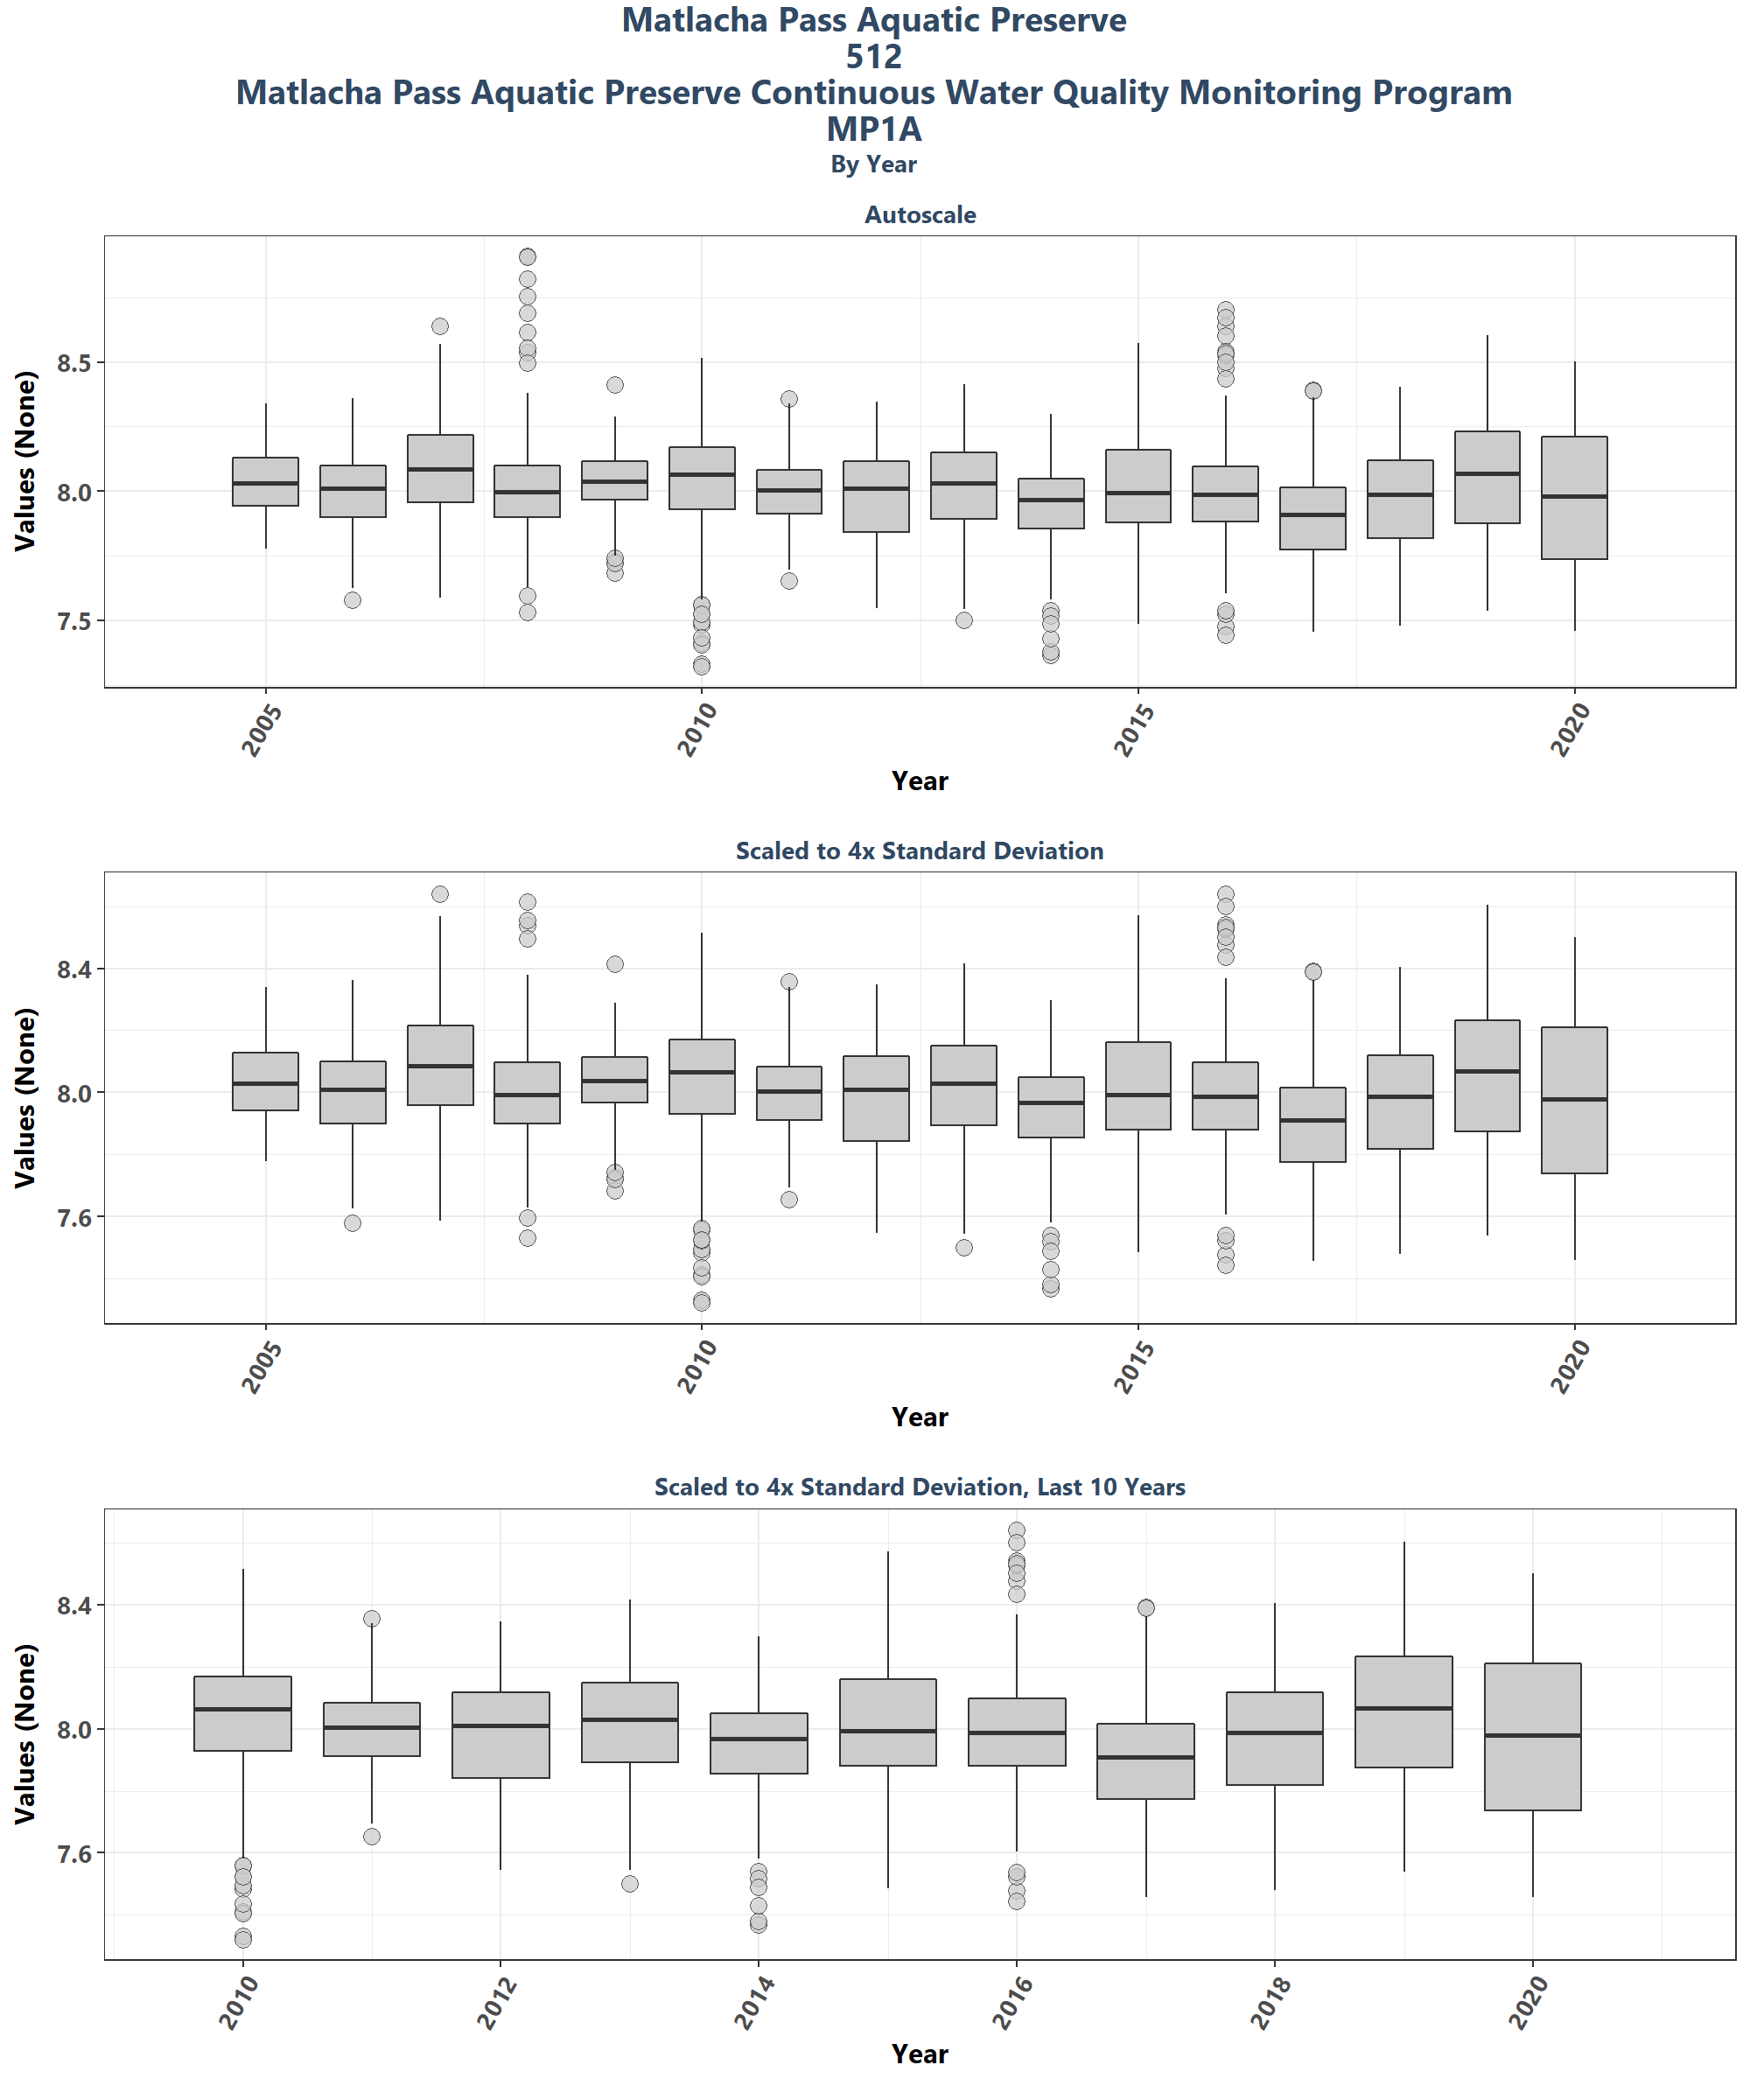 Matlacha Pass Aquatic Preserve
512
Matlacha Pass Aquatic Preserve Continuous Water Quality Monitoring Program
MP1A
By Year
Autoscale
Values (None)
8.5
8.0
7.5
2005
2010
2015
2020
Year
Scaled to 4x Standard Deviation
Values (None)
8.4
8.0
7.6
2005
2010
2015
2020
Year
Scaled to 4x Standard Deviation, Last 10 Years
Values (None)
8.4
8.0
7.6
2010
2012
2014
2016
2018
2020
Year